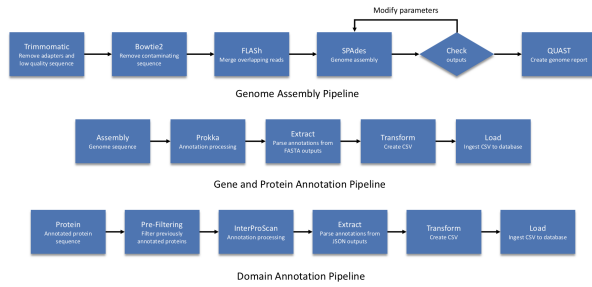 Modify parameters
Trimmomatic
Remove adapters and
low quality sequence
Bowtie2
Remove contaminating
sequence
FLASh
Merge overlapping reads
SPAdes
Genome assembly
Check
outputs
QUAST
Create genome report
Genome Assembly Pipeline
Assembly
Genome sequence
Prokka
Annotation processing
Extract
Parse annotations from
FASTA outputs
Transform
Create CSV
Load
Ingest CSV to database
Gene and Protein Annotation Pipeline
Protein
Annotated protein
sequence
Pre-Filtering
Filter previously
annotated proteins
InterProScan
Annotation processing
Extract
Parse annotations from
JSON outputs
Transform
Create CSV
Load
Ingest CSV to database
Domain Annotation Pipeline